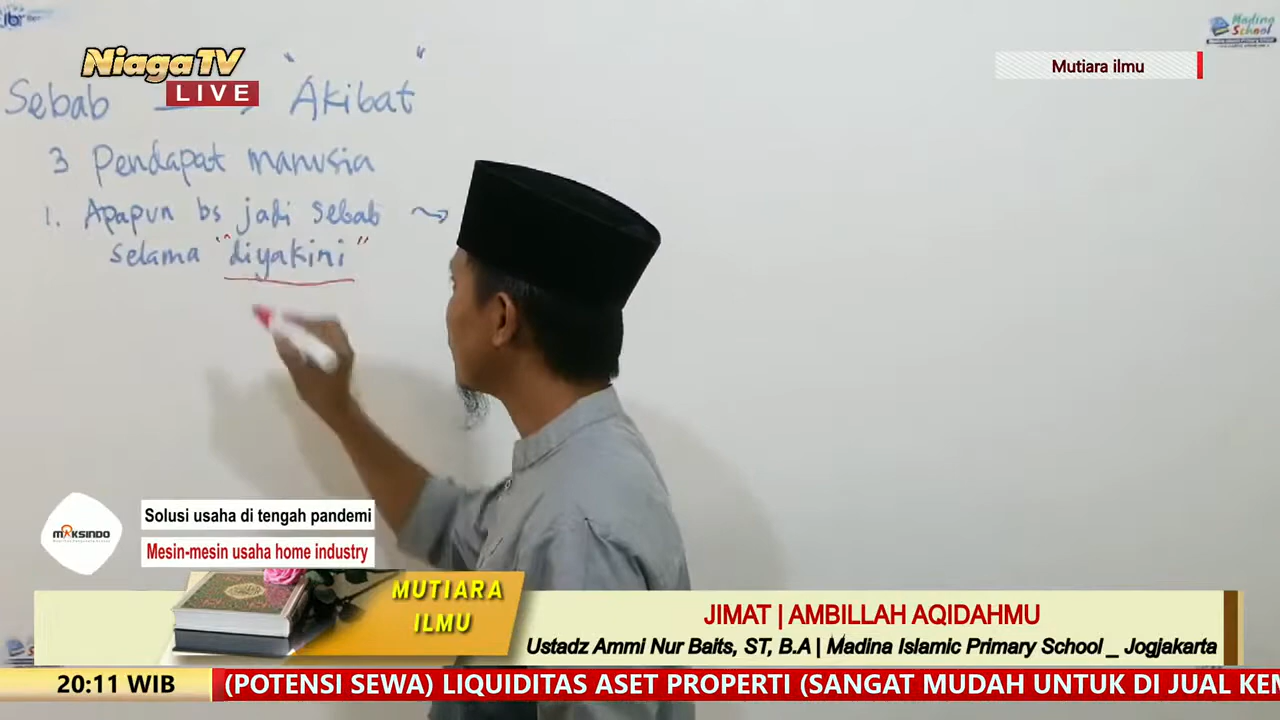 NiagaTV
LIVE
Mading School
Mutiara ilmu
Sebab → "Akibat"
3 Pendapat manusia
1. Apapun bs jadi sebab ~>
selama "diyakini"
Solusi usaha di tengah pandemi
MAKSINDO
Mesin-mesin usaha home industry
MUTIARA
ILMU
JIMAT | AMBILLAH AQIDAHMU
Ustadz Ammi Nur Baits, ST, B.A | Madina Islamic Primary School _ Jogjakarta
20:11 WIB
(POTENSI SEWA) LIQUIDITAS ASET PROPERTI (SANGAT MUDAH UNTUK DI JUAL KEM